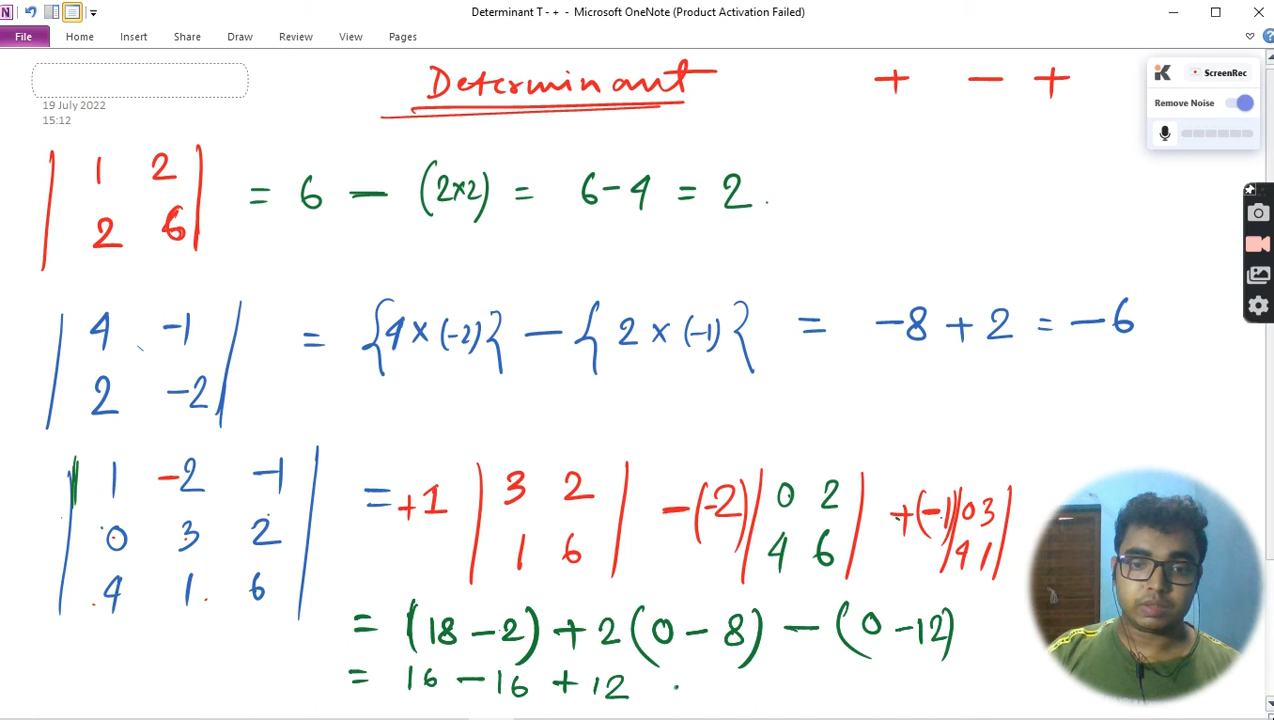 Determinant T - + - Microsoft OneNote (Product Activation Failed)
File Home Insert Share Draw Review View Pages
ScreenRec
Remove Noise
19 July 2022
15:12
Determinant + − +
| 1 2 |
| 2 6 | = 6 − (2×2) = 6−4 = 2.
| 4 -1 |
| 2 -2 | = {4×(-2)} − {2×(-1)} = -8+2 = -6
| 1 -2 -1 |
| 0 3 2 | = +1 | 3 2 | −(-2) | 0 2 | +(-1) | 0 3 |
| 4 1 6 | | 1 6 | | 4 6 | | 4 1 |
= (18−2) + 2(0−8) − (0−12)
= 16 − 16 + 12